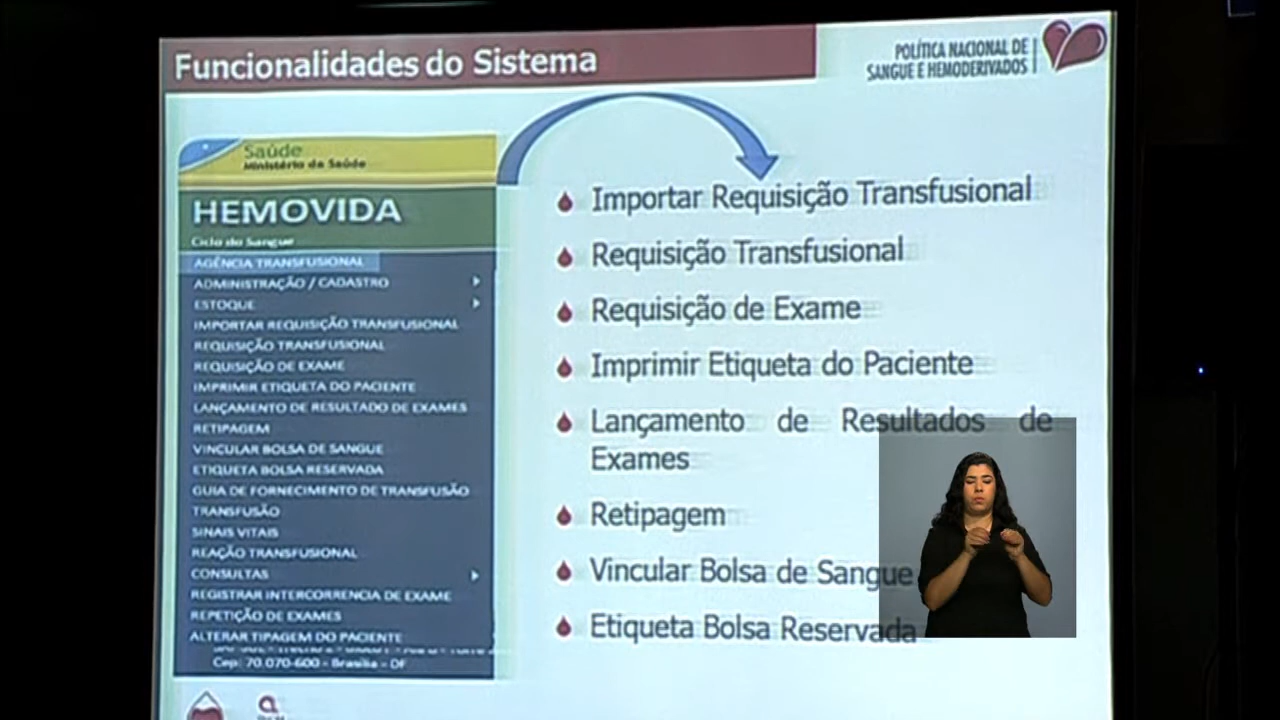 Funcionalidades do Sistema
POLÍTICA NACIONAL DE
SANGUE E HEMODERIVADOS
Saúde
Ministério da Saúde
HEMOVIDA
Ciclo do Sangue
AGÊNCIA TRANSFUSIONAL
ADMINISTRAÇÃO / CADASTRO
ESTOQUE
IMPORTAR REQUISIÇÃO TRANSFUSIONAL
REQUISIÇÃO TRANSFUSIONAL
REQUISIÇÃO DE EXAME
IMPRIMIR ETIQUETA DO PACIENTE
LANÇAMENTO DE RESULTADO DE EXAMES
RETIPAGEM
VINCULAR BOLSA DE SANGUE
ETIQUETA BOLSA RESERVADA
GUIA DE FORNECIMENTO DE TRANSFUSÃO
TRANSFUSÃO
SINAIS VITAIS
REAÇÃO TRANSFUSIONAL
CONSULTAS
REGISTRAR INTERCORRENCIA DE EXAME
REPETIÇÃO DE EXAMES
ALTERAR TIPAGEM DO PACIENTE
Cep: 70.070-600 - Brasília - DF
Importar Requisição Transfusional
Requisição Transfusional
Requisição de Exame
Imprimir Etiqueta do Paciente
Lançamento de Resultados de
Exames
Retipagem
Vincular Bolsa de Sangue
Etiqueta Bolsa Reservada